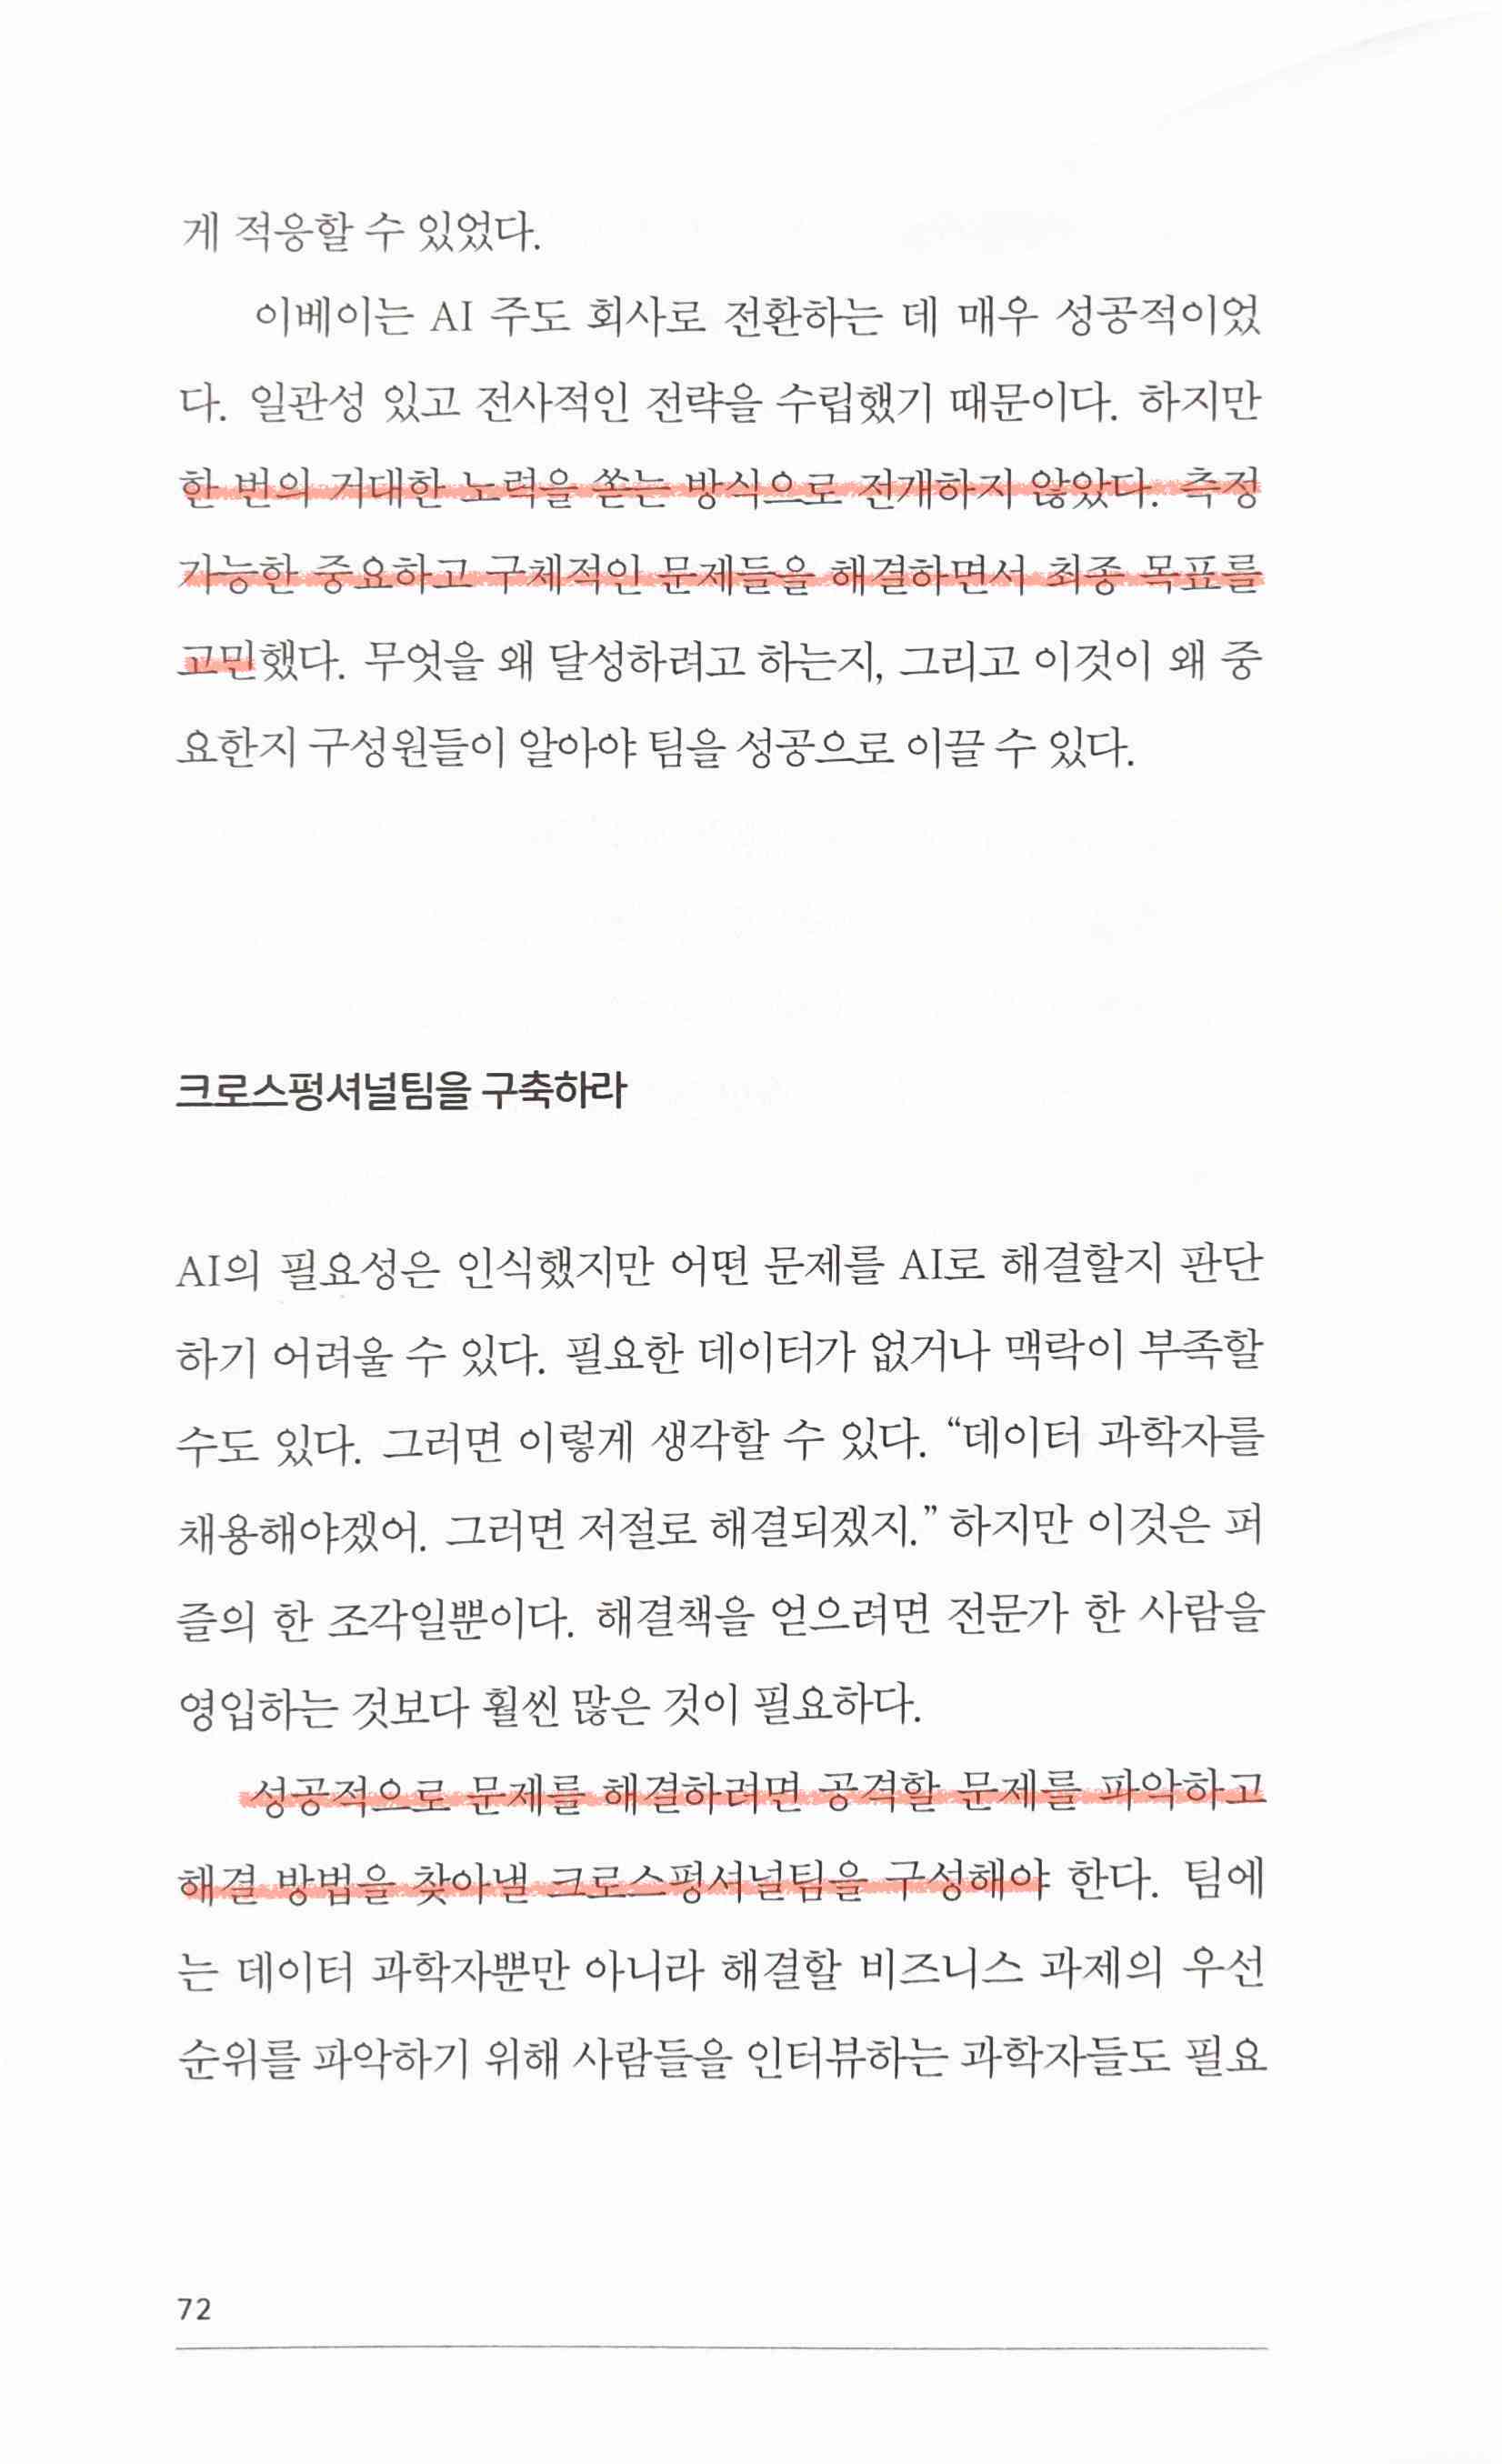 게 적응할 수 있었다.
이베이는 AI 주도 회사로 전환하는 데 매우 성공적이었
다. 일관성 있고 전사적인 전략을 수립했기 때문이다. 하지만
한 번의 거대한 노력을 쏟는 방식으로 전개하지 않았다. 측정
가능한 중요하고 구체적인 문제들을 해결하면서 최종 목표를
고민했다. 무엇을 왜 달성하려고 하는지, 그리고 이것이 왜 중
요한지 구성원들이 알아야 팀을 성공으로 이끌 수 있다.
크로스펑셔널팀을 구축하라
AI의 필요성은 인식했지만 어떤 문제를 AI로 해결할지 판단
하기 어려울 수 있다. 필요한 데이터가 없거나 맥락이 부족할
수도 있다. 그러면 이렇게 생각할 수 있다. “데이터 과학자를
채용해야겠어. 그러면 저절로 해결되겠지.” 하지만 이것은 퍼
즐의 한 조각일뿐이다. 해결책을 얻으려면 전문가 한 사람을
영입하는 것보다 훨씬 많은 것이 필요하다.
성공적으로 문제를 해결하려면 공격할 문제를 파악하고
해결 방법을 찾아낼 크로스펑셔널팀을 구성해야 한다. 팀에
는 데이터 과학자뿐만 아니라 해결할 비즈니스 과제의 우선
순위를 파악하기 위해 사람들을 인터뷰하는 과학자들도 필요
72